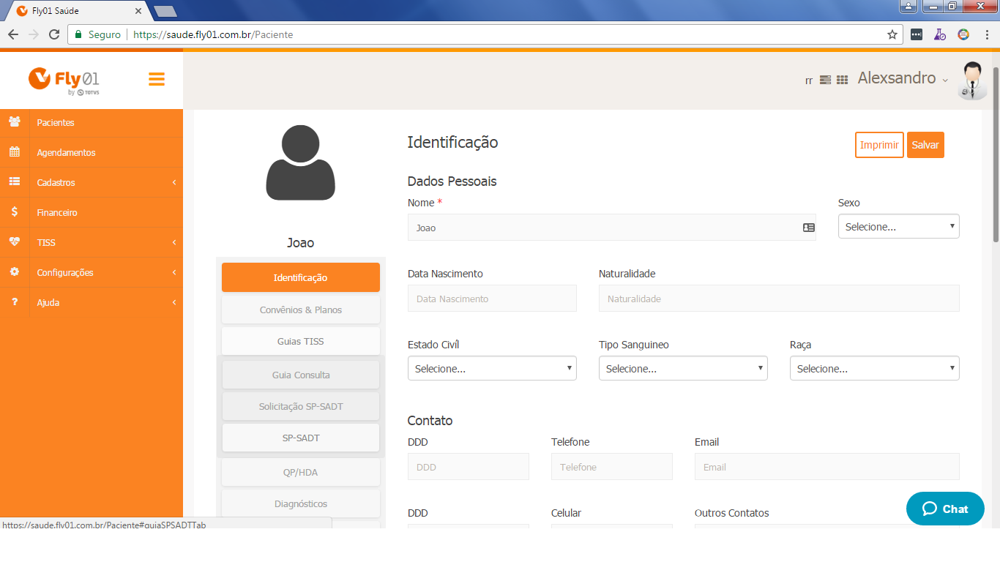 Fly01 Saúde
Seguro https://saude.fly01.com.br/Paciente
Fly01
by TOTVS
rr Alexsandro
Pacientes
Agendamentos
Cadastros
Financeiro
TISS
Configurações
Ajuda
Joao
Identificação
Convênios & Planos
Guias TISS
Guia Consulta
Solicitação SP-SADT
SP-SADT
QP/HDA
Diagnósticos
Identificação
Imprimir Salvar
Dados Pessoais
Nome * Sexo
Joao Selecione...
Data Nascimento Naturalidade
Data Nascimento Naturalidade
Estado Civíl Tipo Sanguineo Raça
Selecione... Selecione... Selecione...
Contato
DDD Telefone Email
DDD Telefone Email
DDD Celular Outros Contatos
Chat
https://saude.fly01.com.br/Paciente#guiaSPSADTTab